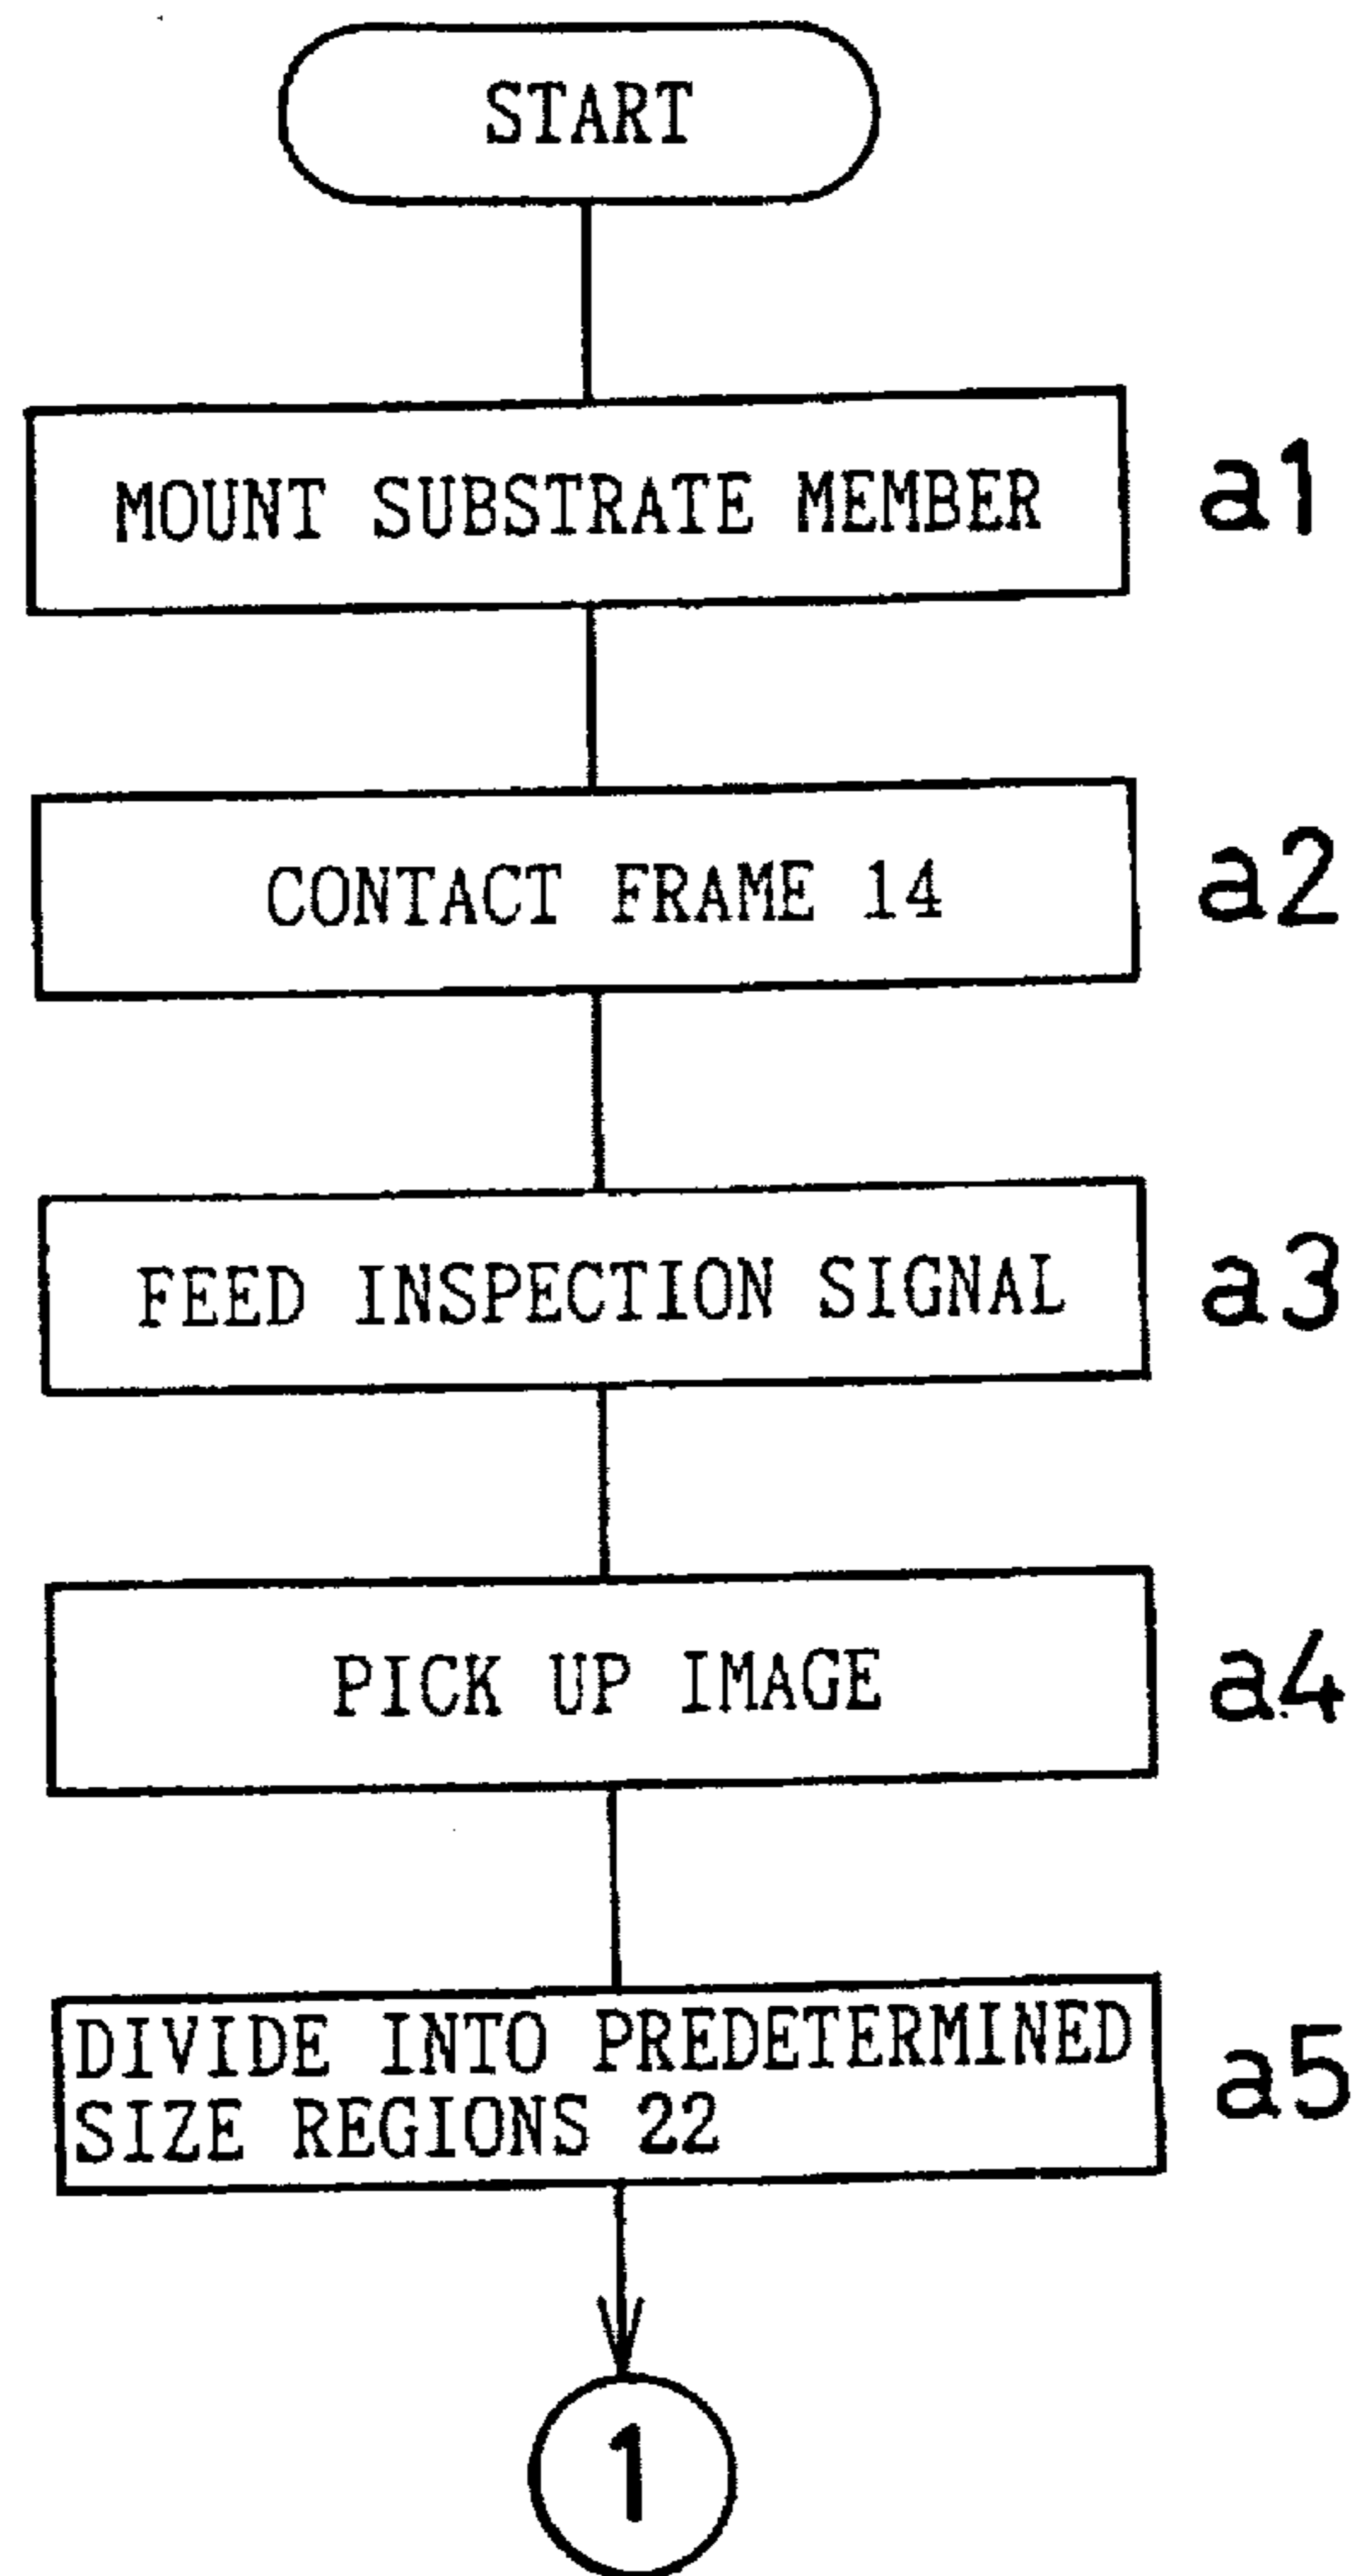 START
MOUNT SUBSTRATE MEMBER
a1
CONTACT FRAME 14
a2
FEED INSPECTION SIGNAL
a3
PICK UP IMAGE
a4
DIVIDE INTO PREDETERMINED
SIZE REGIONS 22
a5
1